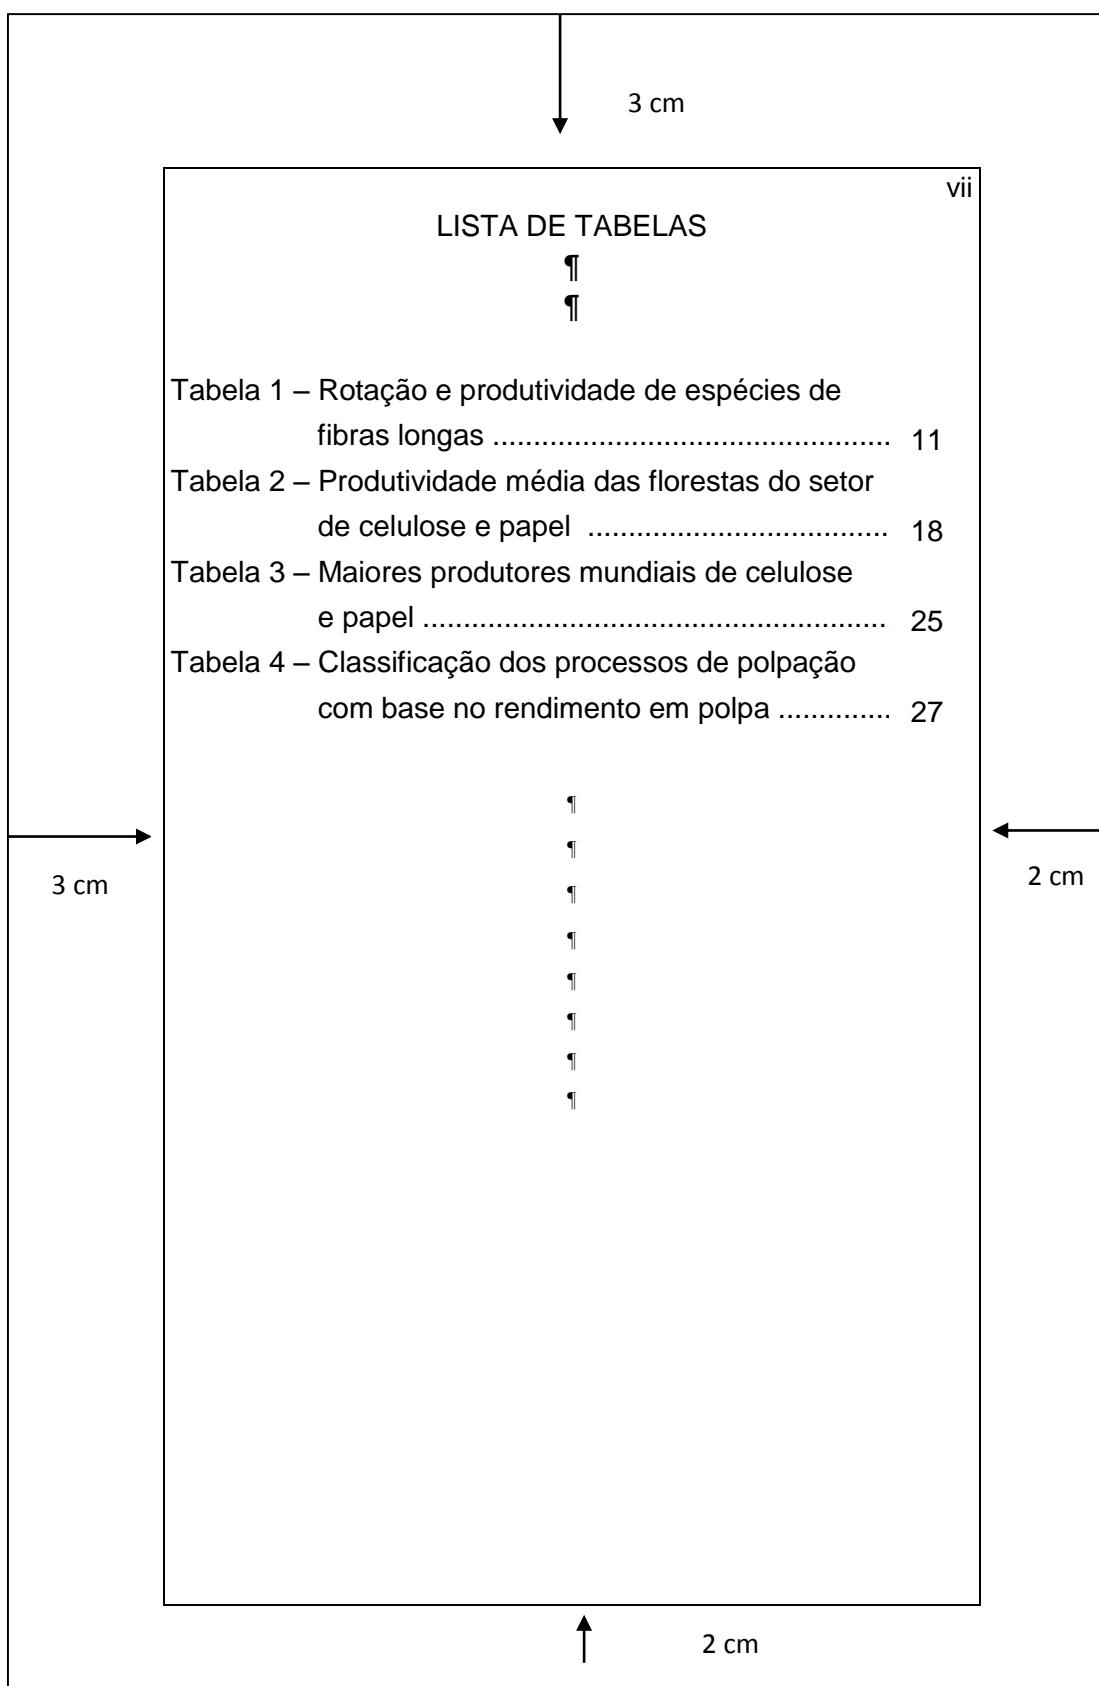 3 cm
vii
LISTA DE TABELAS
¶
¶
Tabela 1 – Rotação e produtividade de espécies de
fibras longas ................................................ 11
Tabela 2 – Produtividade média das florestas do setor
de celulose e papel ..................................... 18
Tabela 3 – Maiores produtores mundiais de celulose
e papel ........................................................ 25
Tabela 4 – Classificação dos processos de polpação
com base no rendimento em polpa .............. 27
¶
¶
3 cm
2 cm
¶
¶
¶
¶
¶
¶
2 cm